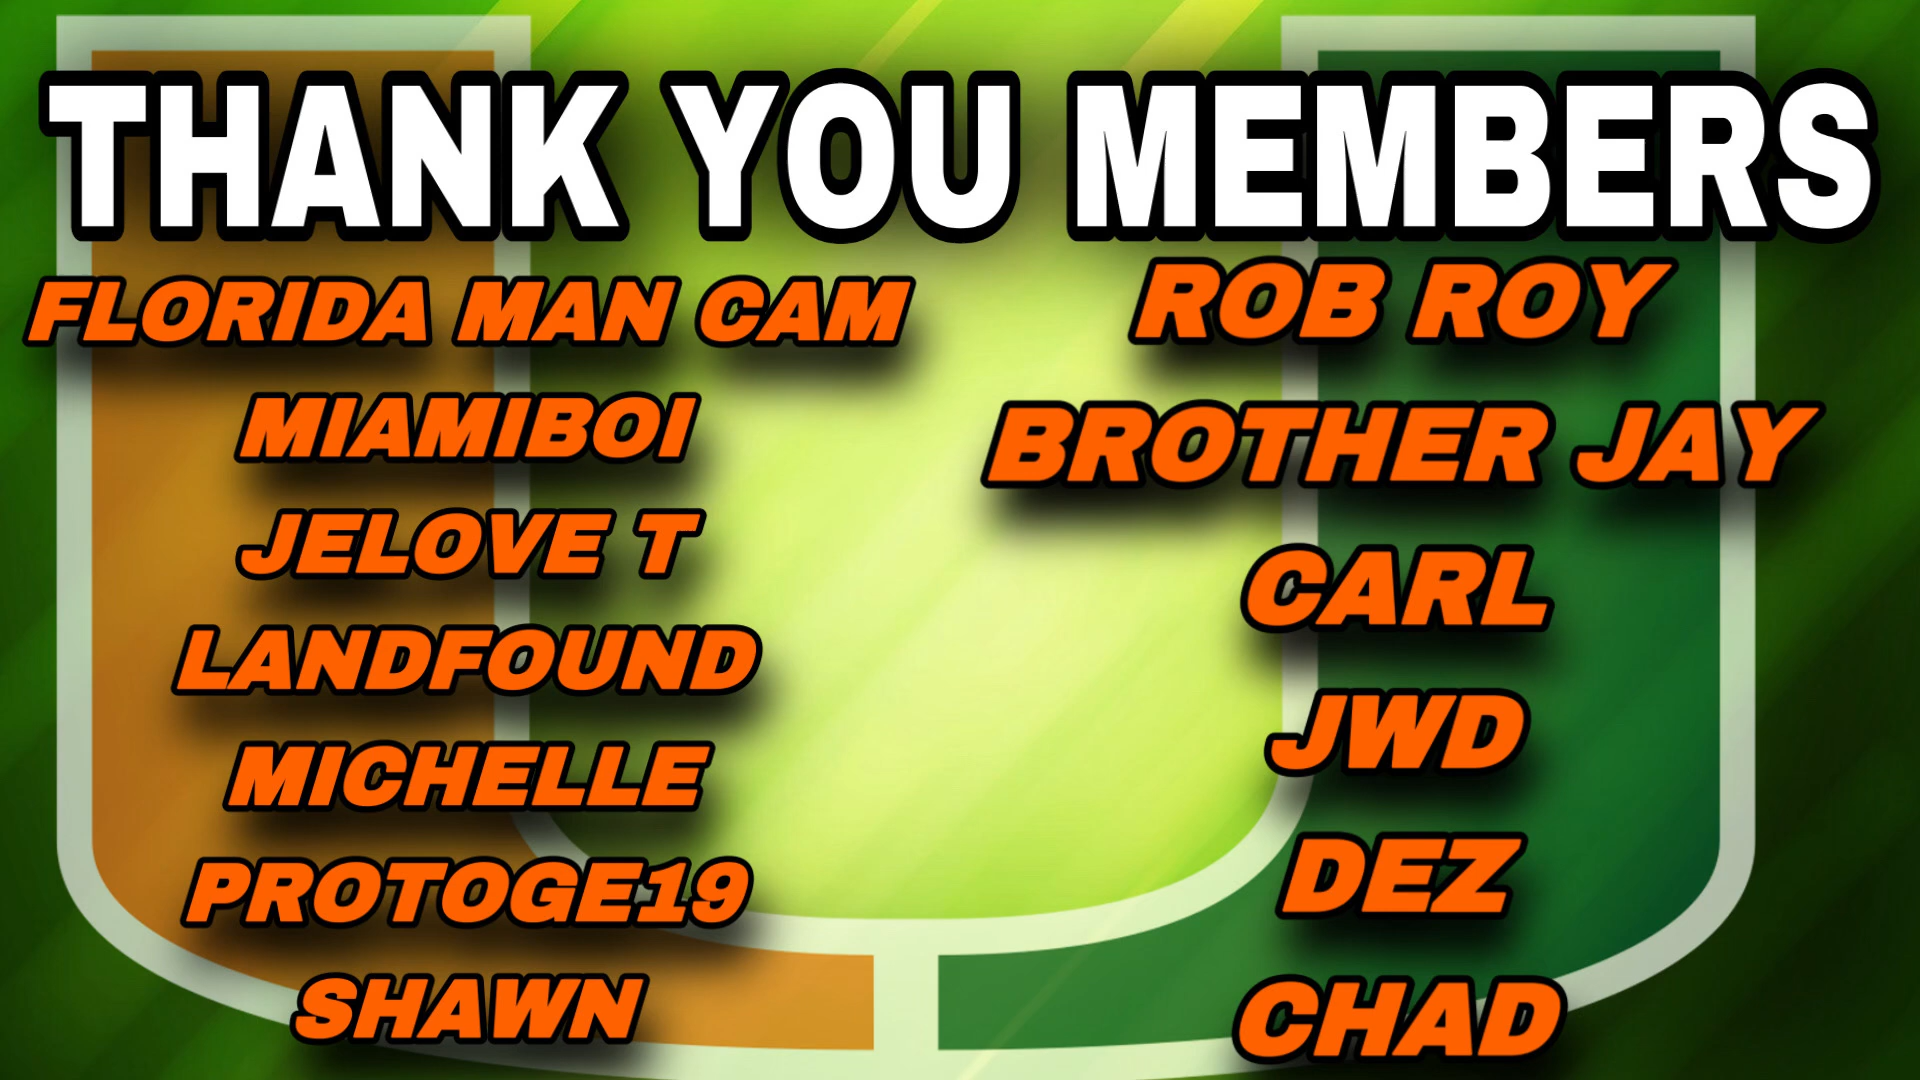 THANK YOU MEMBERS
FLORIDA MAN CAM
MIAMIBOI
JELOVE T
LANDFOUND
MICHELLE
PROTOGE19
SHAWN
ROB ROY
BROTHER JAY
CARL
JWD
DEZ
CHAD